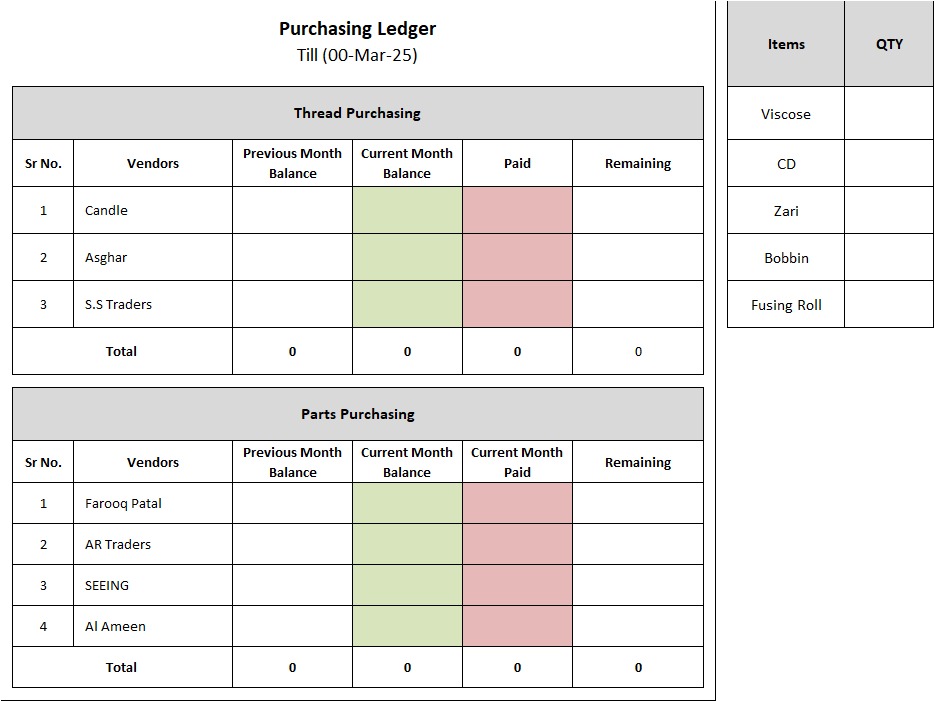 Purchasing Ledger
Till (00-Mar-25)
Thread Purchasing
Sr No. Vendors Previous Month Balance Current Month Balance Paid Remaining
1 Candle
2 Asghar
3 S.S Traders
Total 0 0 0 0
Parts Purchasing
Sr No. Vendors Previous Month Balance Current Month Balance Current Month Paid Remaining
1 Farooq Patal
2 AR Traders
3 SEEING
4 Al Ameen
Total 0 0 0 0
Items QTY
Viscose
CD
Zari
Bobbin
Fusing Roll